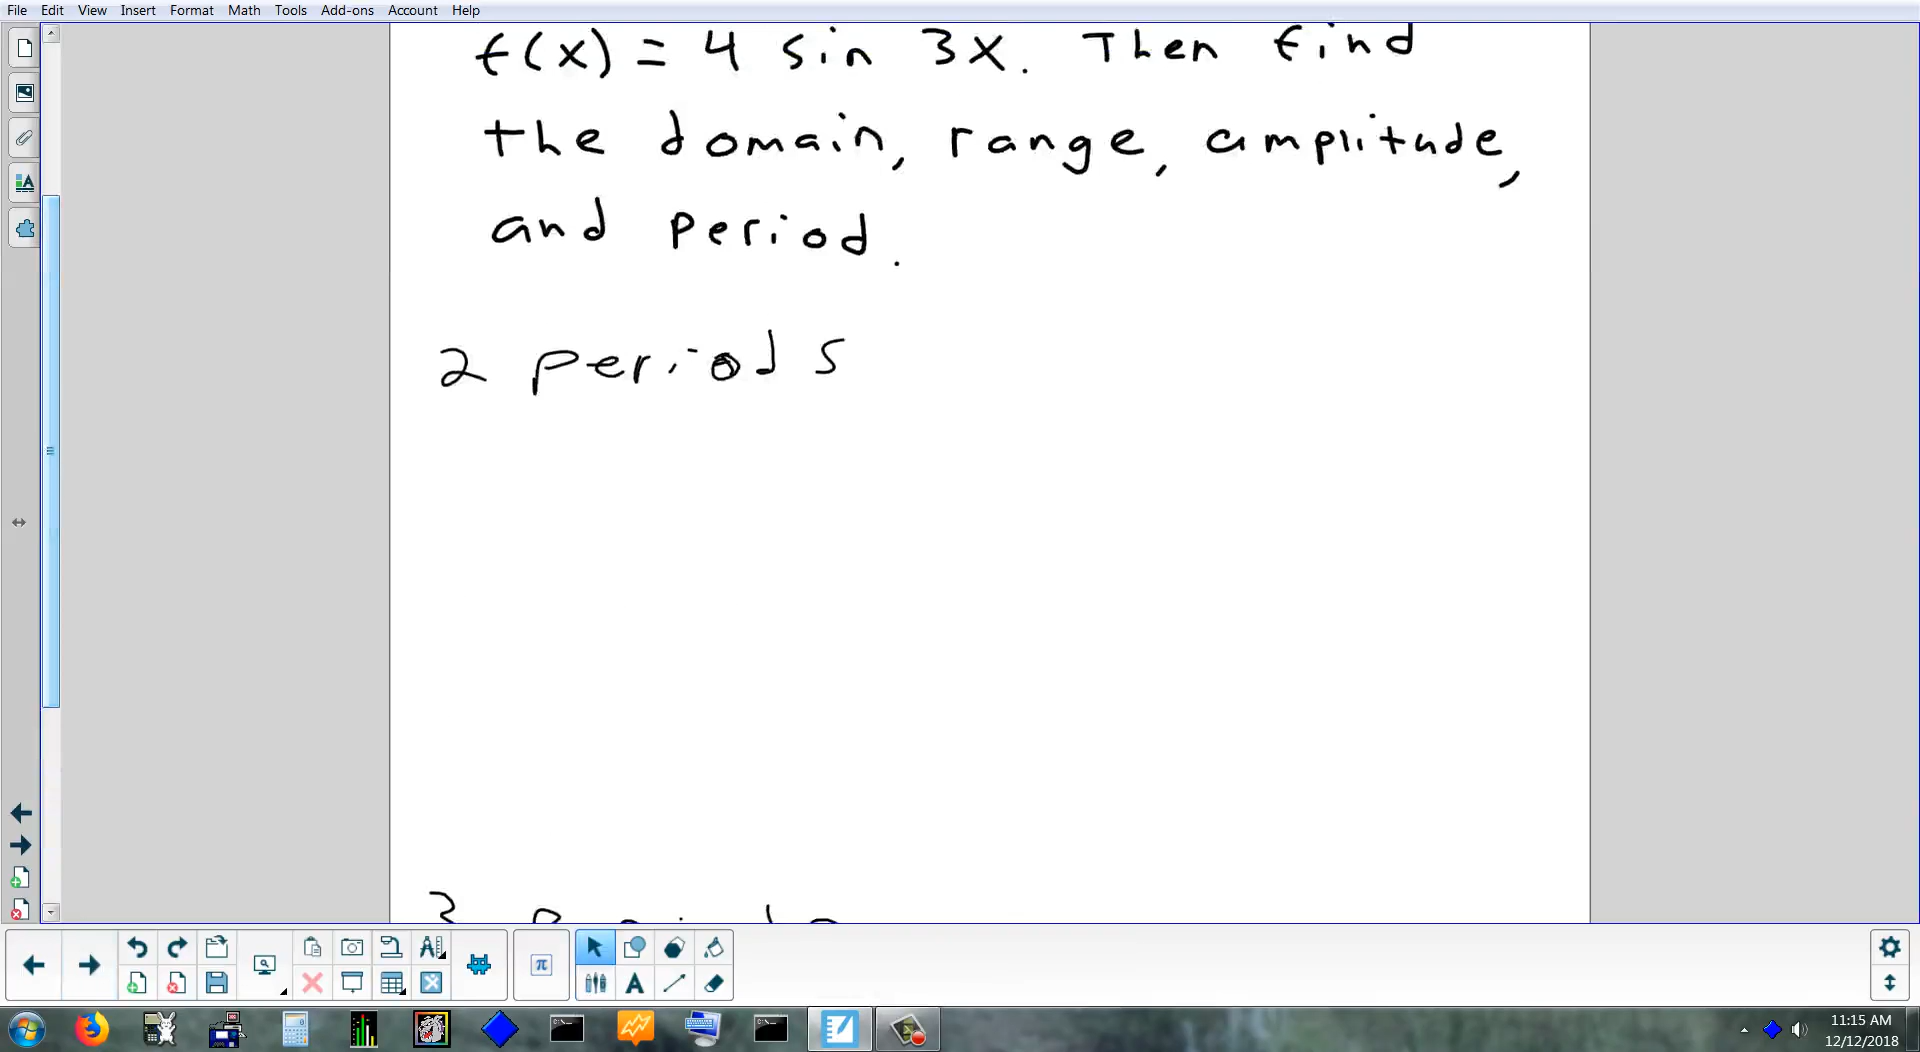 File Edit View Insert Format Math Tools Add-ons Account Help
f(x) = 4 sin 3x. Then find
the domain, range, amplitude,
and period.
2 periods
π
A
11:15 AM
12/12/2018